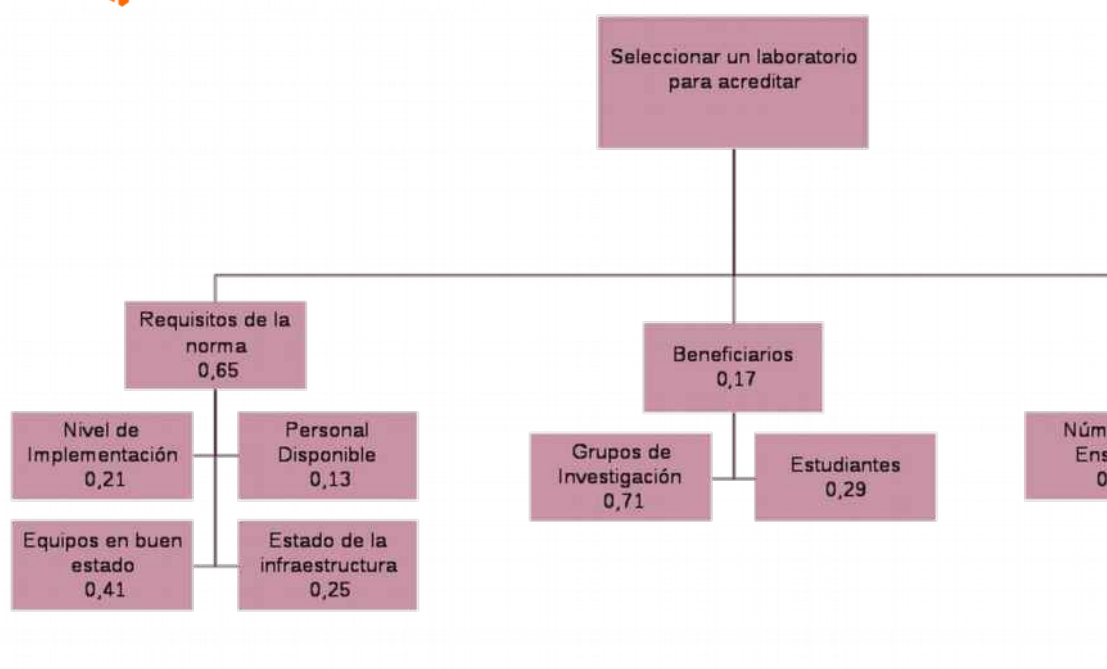 Seleccionar un laboratorio
para acreditar
Requisitos de la
norma
0,65
Beneficiarios
0,17
Nivel de
Implementación
0,21
Personal
Disponible
0,13
Equipos en buen
estado
0,41
Estado de la
infraestructura
0,25
Grupos de
Investigación
0,71
Estudiantes
0,29